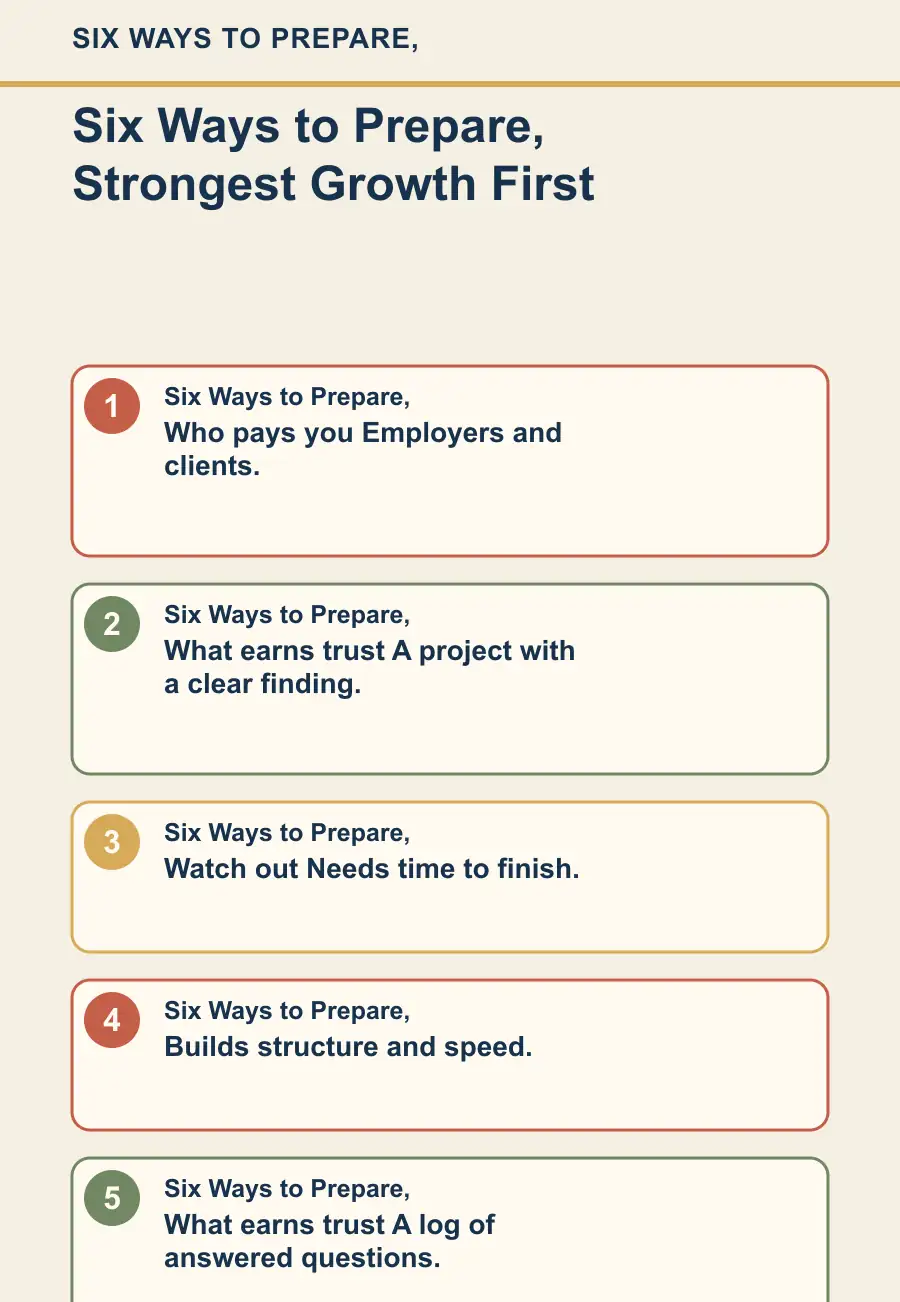 SIX WAYS TO PREPARE,
Six Ways to Prepare,
Strongest Growth First
1
Six Ways to Prepare,
Who pays you Employers and
clients.
2
Six Ways to Prepare,
What earns trust A project with
a clear finding.
3
Six Ways to Prepare,
Watch out Needs time to finish.
4
Six Ways to Prepare,
Builds structure and speed.
5
Six Ways to Prepare,
What earns trust A log of
answered questions.